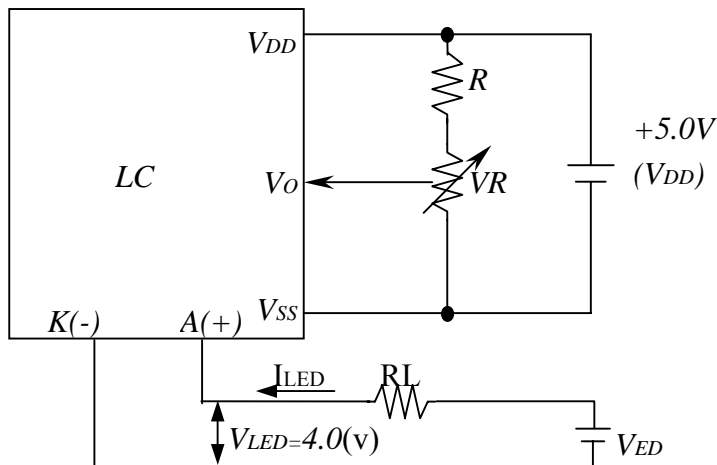 VDD
R
+5.0V
LC
VO
VR
(VDD)
VSS
K(-)
A(+)
ILED
RL
VLED=4.0(v)
VED